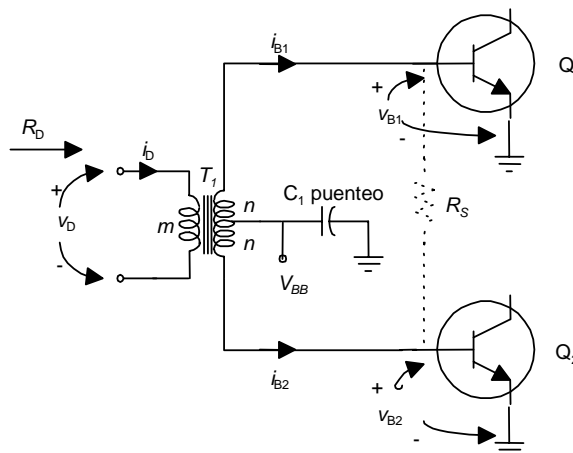 i_B1
Q
+
v_B1
-
R_D
i_D
T_1
+
v_D
-
m
n
n
C_1 puenteo
V_BB
R_S
i_B2
Q
+
v_B2
-